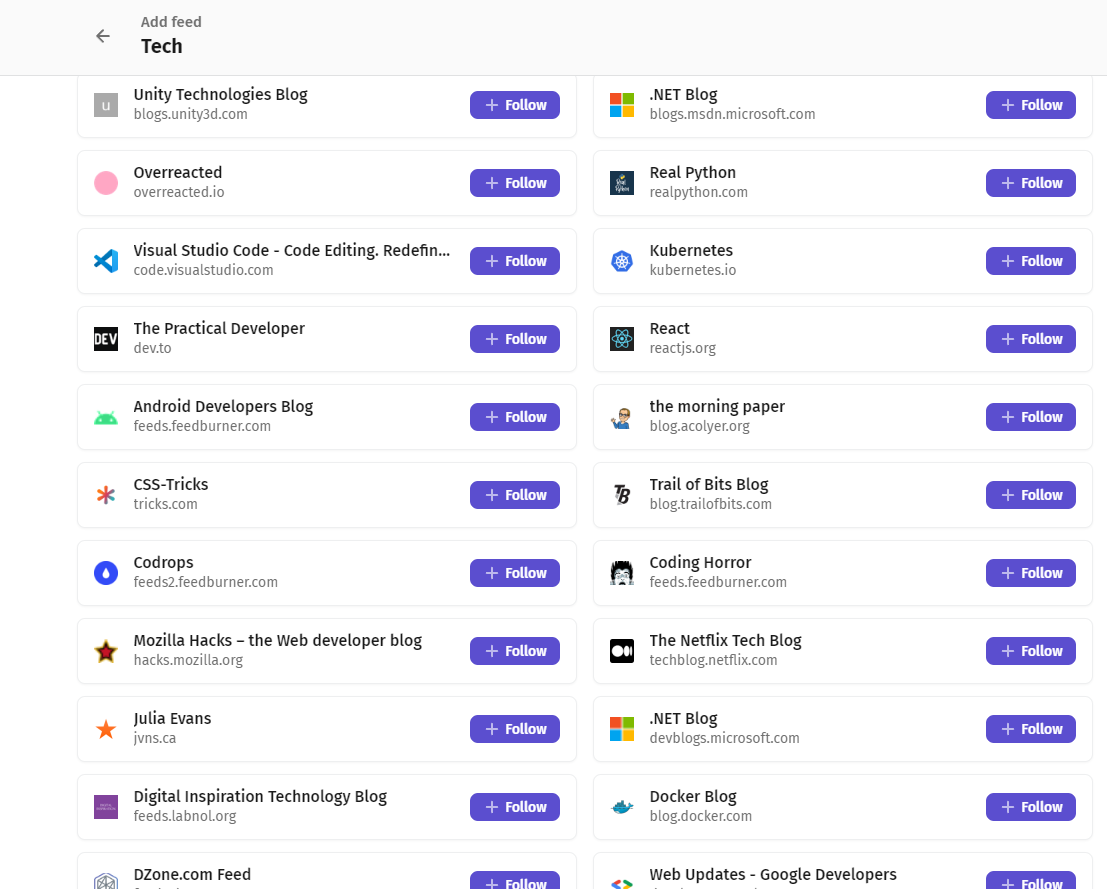 Add feed
Tech
u
Unity Technologies Blog
blogs.unity3d.com
Follow
.NET Blog
blogs.msdn.microsoft.com
Follow
Overreacted
overreacted.io
Follow
Real Python
realpython.com
Follow
Visual Studio Code - Code Editing. Redefin...
code.visualstudio.com
Follow
Kubernetes
kubernetes.io
Follow
DEV
The Practical Developer
dev.to
Follow
React
reactjs.org
Follow
Android Developers Blog
feeds.feedburner.com
Follow
the morning paper
blog.acolyer.org
Follow
CSS-Tricks
tricks.com
Follow
TB
Trail of Bits Blog
blog.trailofbits.com
Follow
Codrops
feeds2.feedburner.com
Follow
Coding Horror
feeds.feedburner.com
Follow
Mozilla Hacks – the Web developer blog
hacks.mozilla.org
Follow
The Netflix Tech Blog
techblog.netflix.com
Follow
Julia Evans
jvns.ca
Follow
.NET Blog
devblogs.microsoft.com
Follow
Digital Inspiration Technology Blog
feeds.labnol.org
Follow
Docker Blog
blog.docker.com
Follow
DZone.com Feed
Follow
Web Updates - Google Developers
Follow